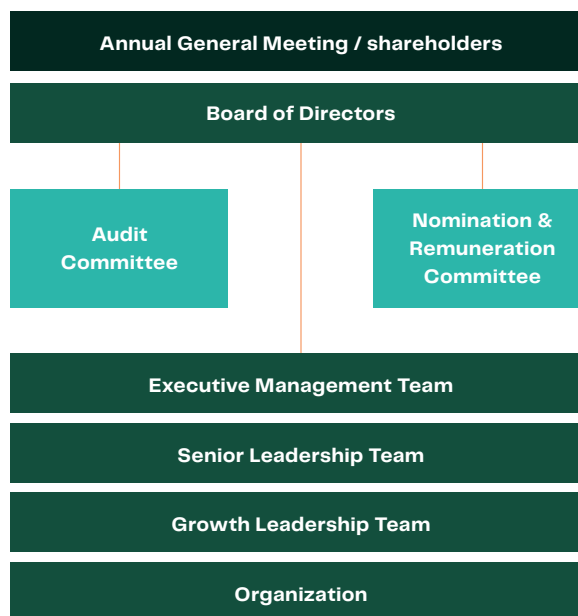 Annual General Meeting / shareholders
Board of Directors
Audit
Committee
Nomination &
Remuneration
Committee
Executive Management Team
Senior Leadership Team
Growth Leadership Team
Organization